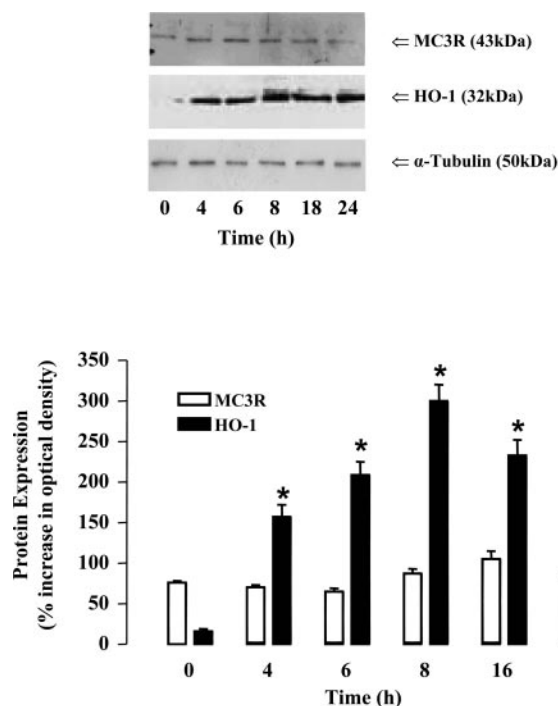 ⇐ MC3R (43kDa)
⇐ HO-1 (32kDa)
⇐ α-Tubulin (50kDa)
0 4 6 8 18 24
Time (h)
Protein Expression
(% increase in optical density)
350
300
250
200
150
100
50
0
MC3R
HO-1
* * * *
0 4 6 8 16
Time (h)